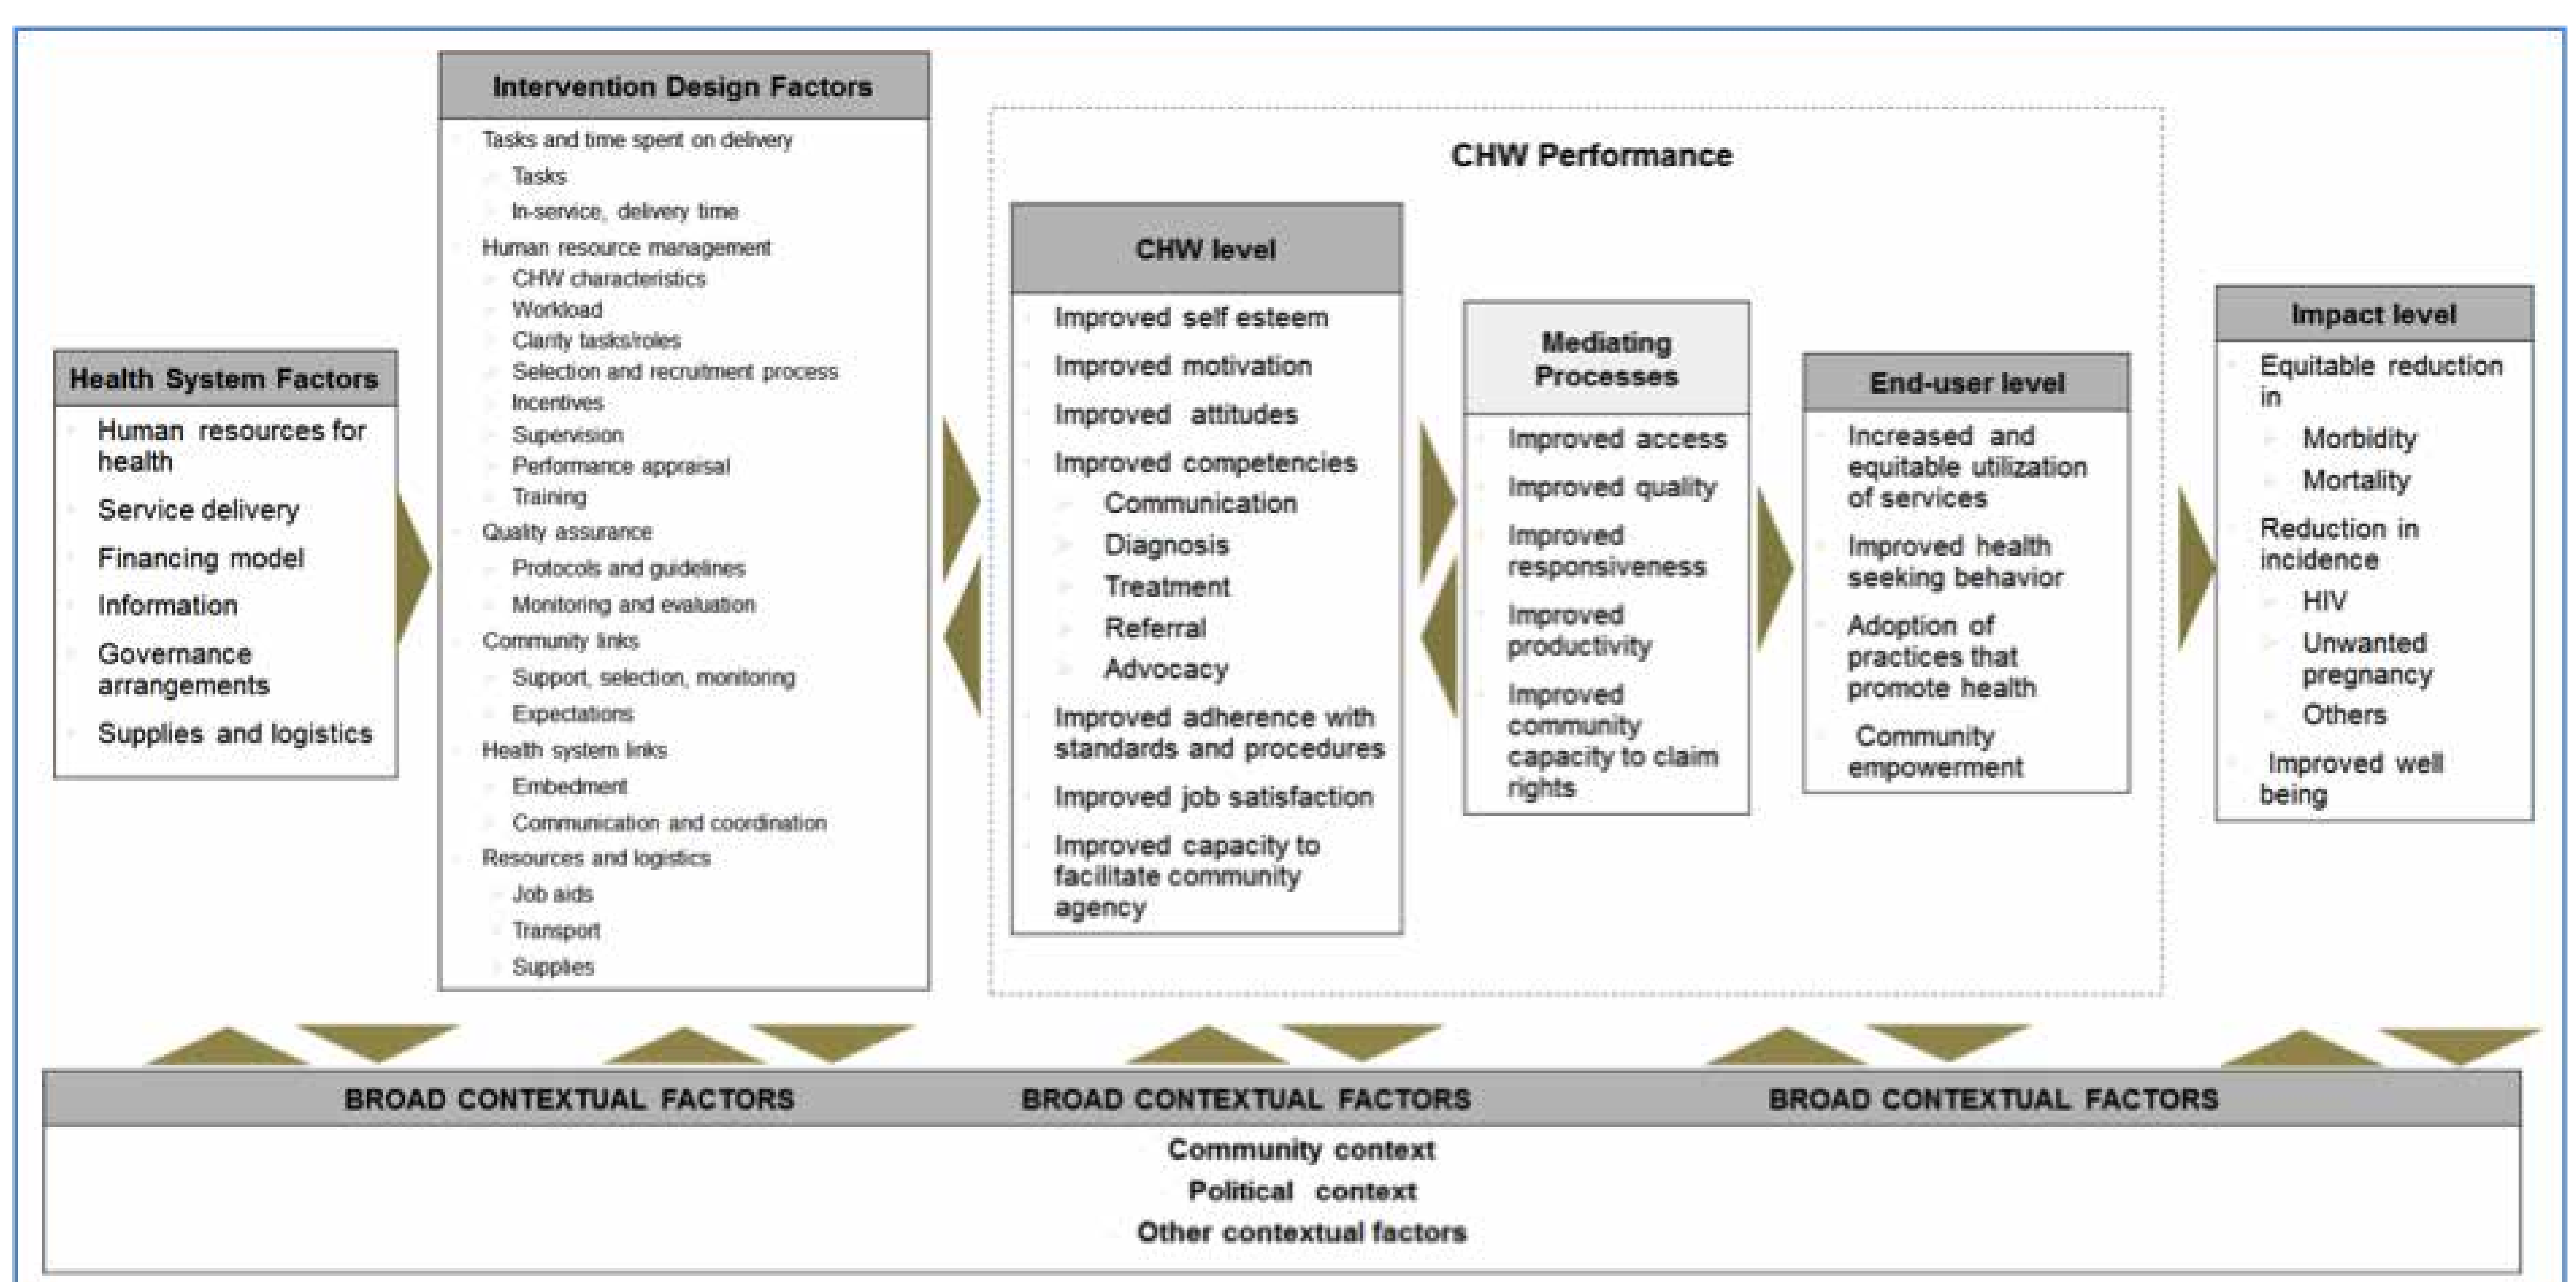 Health System Factors
Human resources for
health
Service delivery
Financing model
Information
Governance
arrangements
Supplies and logistics
Intervention Design Factors
Tasks and time spent on delivery
Tasks
In-service, delivery time
Human resource management
CHW characteristics
Workload
Clarity tasks/roles
Selection and recruitment process
Incentives
Supervision
Performance appraisal
Training
Quality assurance
Protocols and guidelines
Monitoring and evaluation
Community links
Support, selection, monitoring
Expectations
Health system links
Embedment
Communication and coordination
Resources and logistics
Job aids
Transport
Supplies
CHW Performance
CHW level
Improved self esteem
Improved motivation
Improved attitudes
Improved competencies
Communication
Diagnosis
Treatment
Referral
Advocacy
Improved adherence with
standards and procedures
Improved job satisfaction
Improved capacity to
facilitate community
agency
Mediating
Processes
Improved access
Improved quality
Improved
responsiveness
Improved
productivity
Improved
community
capacity to claim
rights
End-user level
Increased and
equitable utilization
of services
Improved health
seeking behavior
Adoption of
practices that
promote health
Community
empowerment
Impact level
Equitable reduction
in
Morbidity
Mortality
Reduction in
incidence
HIV
Unwanted
pregnancy
Others
Improved well
being
BROAD CONTEXTUAL FACTORS BROAD CONTEXTUAL FACTORS BROAD CONTEXTUAL FACTORS
Community context
Political context
Other contextual factors